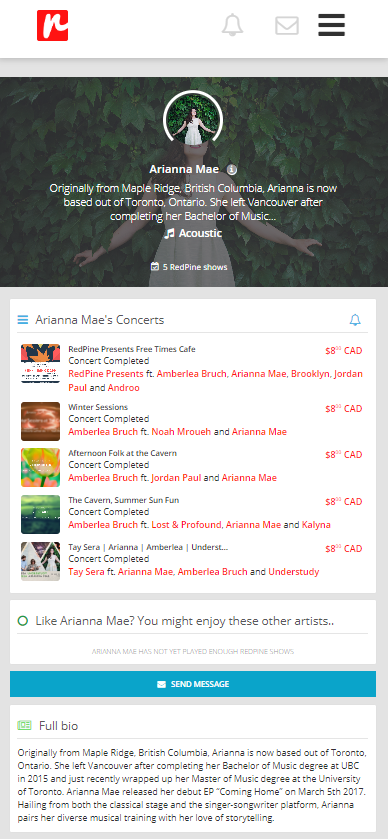 r
Arianna Mae
Originally from Maple Ridge, British Columbia, Arianna is now
based out of Toronto, Ontario. She left Vancouver after
completing her Bachelor of Music...
Acoustic
5 RedPine shows
Arianna Mae's Concerts
RedPine Presents Free Times Cafe
$8⁰⁰ CAD
Concert Completed
RedPine Presents ft. Amberlea Bruch, Arianna Mae, Brooklyn, Jordan
Paul and Androo
Winter Sessions
$8⁰⁰ CAD
Concert Completed
Amberlea Bruch ft. Noah Mroueh and Arianna Mae
Afternoon Folk at the Cavern
$8⁰⁰ CAD
Concert Completed
Amberlea Bruch ft. Jordan Paul and Arianna Mae
The Cavern, Summer Sun Fun
$8⁰⁰ CAD
Concert Completed
Amberlea Bruch ft. Lost & Profound, Arianna Mae and Kalyna
Tay Sera | Arianna | Amberlea | Underst...
$8⁰⁰ CAD
Concert Completed
Tay Sera ft. Arianna Mae, Amberlea Bruch and Understudy
Like Arianna Mae? You might enjoy these other artists..
ARIANNA MAE HAS NOT YET PLAYED ENOUGH REDPINE SHOWS
SEND MESSAGE
Full bio
Originally from Maple Ridge, British Columbia, Arianna is now based out of Toronto,
Ontario. She left Vancouver after completing her Bachelor of Music degree at UBC
in 2015 and just recently wrapped up her Master of Music degree at the University
of Toronto. Arianna Mae released her debut EP "Coming Home" on March 5th 2017.
Hailing from both the classical stage and the singer-songwriter platform, Arianna
pairs her diverse musical training with her love of storytelling.